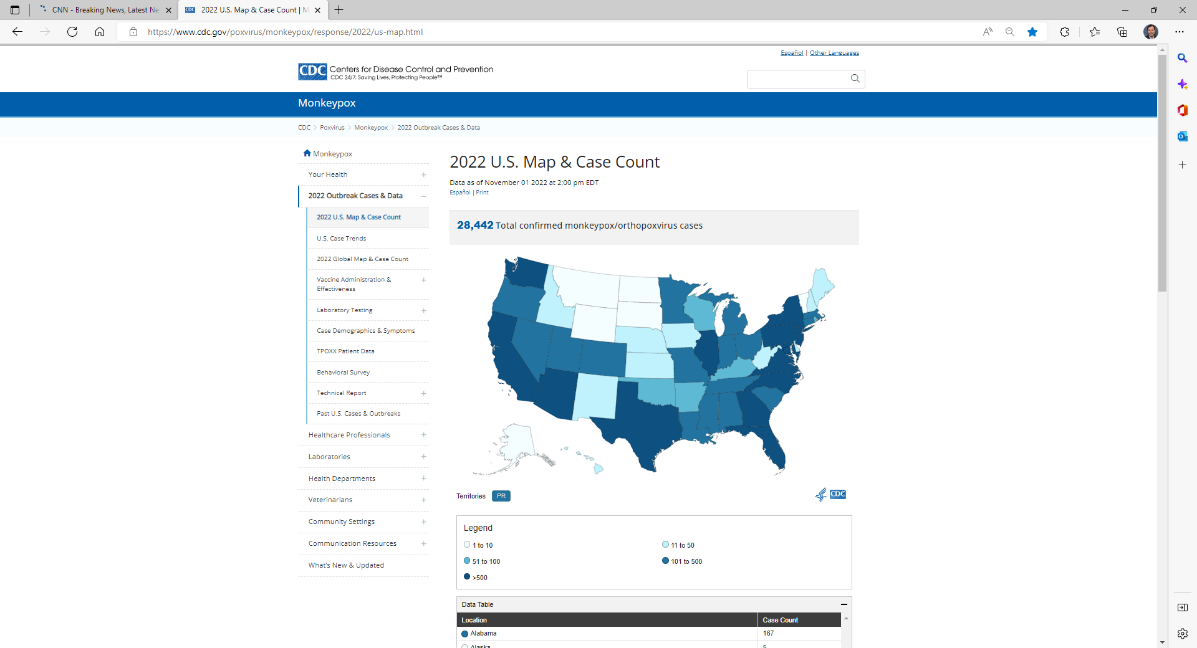 CNN - Breaking News, Latest Ne
2022 U.S. Map & Case Count | M
https://www.cdc.gov/poxvirus/monkeypox/response/2022/us-map.html
Español | Other Languages
CDC Centers for Disease Control and Prevention
CDC 24/7: Saving Lives, Protecting People™
Monkeypox
CDC > Poxvirus > Monkeypox > 2022 Outbreak Cases & Data
Monkeypox
Your Health
2022 Outbreak Cases & Data
2022 U.S. Map & Case Count
U.S. Case Trends
2022 Global Map & Case Count
Vaccine Administration &
Effectiveness
Laboratory Testing
Case Demographics & Symptoms
TPOXX Patient Data
Behavioral Survey
Technical Report
Past U.S. Cases & Outbreaks
Healthcare Professionals
Laboratories
Health Departments
Veterinarians
Community Settings
Communication Resources
What's New & Updated
2022 U.S. Map & Case Count
Data as of November 01 2022 at 2:00 pm EDT
Español | Print
28,442 Total confirmed monkeypox/orthopoxvirus cases
Territories PR
CDC
Legend
1 to 10
11 to 50
51 to 100
101 to 500
>500
Data Table
Location Case Count
Alabama 167
Alaska 5